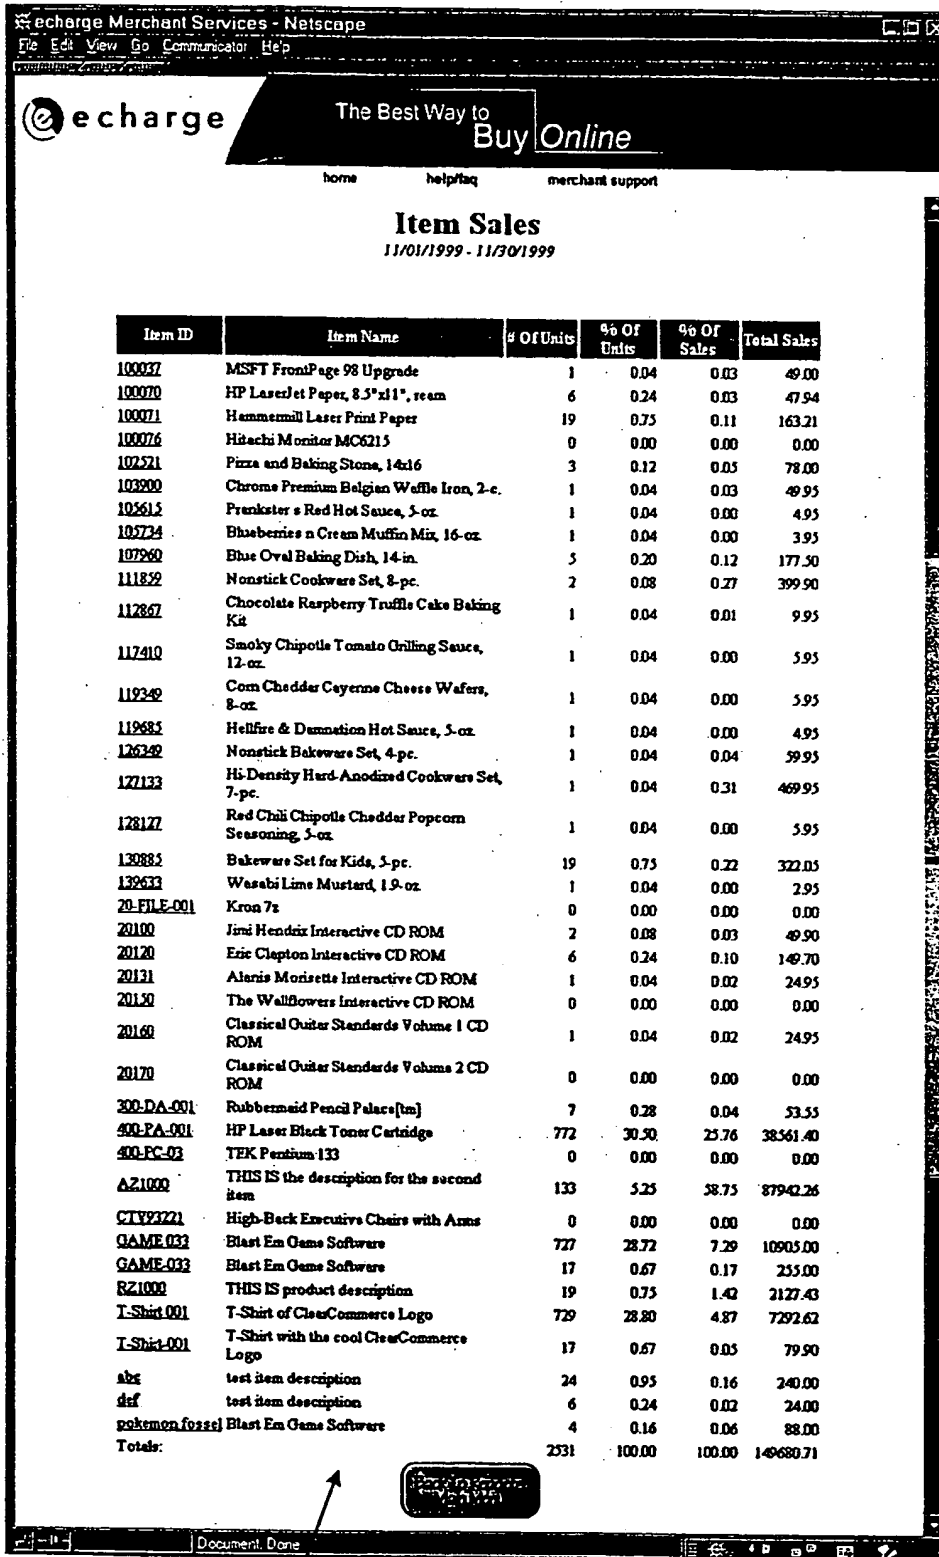 echarge Merchant Services - Netscape
File Edit View Go Communicator Help
echarge
The Best Way to
Buy Online
home help/faq merchant support
Item Sales
11/01/1999 - 11/30/1999
Item ID Item Name # Of Units % Of Units % Of Sales Total Sales
100037 MSFT FrontPage 98 Upgrade 1 0.04 0.03 49.00
100070 HP LaserJet Paper, 8.5"x11", ream 6 0.24 0.03 47.94
100071 Hammermill Laser Print Paper 19 0.75 0.11 163.21
100076 Hitachi Monitor MC6215 0 0.00 0.00 0.00
102521 Pizza and Baking Stone, 14x16 3 0.12 0.05 78.00
103900 Chrome Premium Belgian Waffle Iron, 2-c. 1 0.04 0.03 49.95
105615 Prankster s Red Hot Sauce, 5-oz. 1 0.04 0.00 4.95
105734 Blueberries n Cream Muffin Mix, 16-oz. 1 0.04 0.00 3.95
107960 Blue Oval Baking Dish, 14-in. 5 0.20 0.12 177.50
111859 Nonstick Cookware Set, 8-pc. 2 0.08 0.27 399.90
112867 Chocolate Raspberry Truffle Cake Baking
Kit 1 0.04 0.01 9.95
117410 Smoky Chipotle Tomato Grilling Sauce,
12-oz. 1 0.04 0.00 5.95
119349 Corn Cheddar Cayenne Cheese Wafers,
8-oz. 1 0.04 0.00 5.95
119685 Hellfire & Damnation Hot Sauce, 5-oz. 1 0.04 0.00 4.95
126349 Nonstick Bakeware Set, 4-pc. 1 0.04 0.04 59.95
127133 Hi-Density Hard-Anodized Cookware Set,
7-pc. 1 0.04 0.31 469.95
128127 Red Chili Chipotle Cheddar Popcorn
Seasoning, 5-oz. 1 0.04 0.00 5.95
130885 Bakeware Set for Kids, 5-pc. 19 0.75 0.22 322.05
139633 Wasabi Lime Mustard, 1.9-oz. 1 0.04 0.00 2.95
20-FILE-001 Kron 7z 0 0.00 0.00 0.00
20100 Jimi Hendrix Interactive CD ROM 2 0.08 0.03 49.90
20120 Eric Clapton Interactive CD ROM 6 0.24 0.10 149.70
20131 Alanis Morisette Interactive CD ROM 1 0.04 0.02 24.95
20150 The Wallflowers Interactive CD ROM 0 0.00 0.00 0.00
20160 Classical Guitar Standards Volume 1 CD
ROM 1 0.04 0.02 24.95
20170 Classical Guitar Standards Volume 2 CD
ROM 0 0.00 0.00 0.00
300-DA-001 Rubbermaid Pencil Palace[tm] 7 0.28 0.04 53.55
400-PA-001 HP Laser Black Toner Cartridge 772 30.50 25.76 38561.40
400-PC-03 TEK Pentium 133 0 0.00 0.00 0.00
AZ1000 THIS IS the description for the second
item 133 5.25 58.75 87942.26
CTY93221 High-Back Executive Chairs with Arms 0 0.00 0.00 0.00
GAME 033 Blast Em Game Software 727 28.72 7.29 10905.00
GAME-033 Blast Em Game Software 17 0.67 0.17 255.00
RZ1000 THIS IS product description 19 0.75 1.42 2127.43
T-Shirt 001 T-Shirt of ClearCommerce Logo 729 28.80 4.87 7292.62
T-Shirt-001 T-Shirt with the cool ClearCommerce
Logo 17 0.67 0.05 79.90
abc test item description 24 0.95 0.16 240.00
def test item description 6 0.24 0.02 24.00
pokemon fossel Blast Em Game Software 4 0.16 0.06 88.00
Totals: 2531 100.00 100.00 149680.71
Document: Done